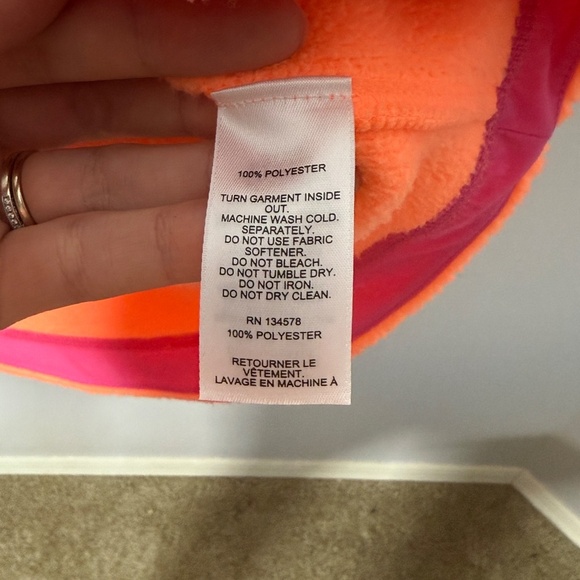 100% POLYESTER
TURN GARMENT INSIDE
OUT.
MACHINE WASH COLD.
SEPARATELY.
DO NOT USE FABRIC
SOFTENER.
DO NOT BLEACH.
DO NOT TUMBLE DRY.
DO NOT IRON.
DO NOT DRY CLEAN.
RN 134578
100% POLYESTER
RETOURNER LE
VÊTEMENT.
LAVAGE EN MACHINE À